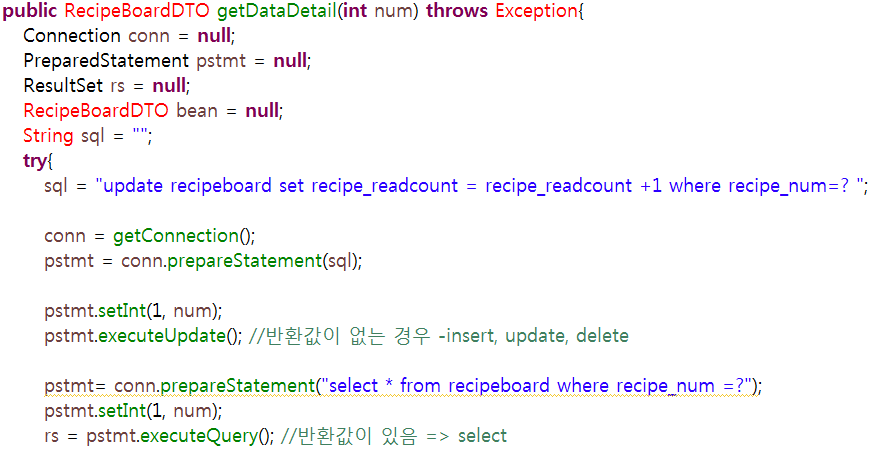 public RecipeBoardDTO getDataDetail(int num) throws Exception{
Connection conn = null;
PreparedStatement pstmt = null;
ResultSet rs = null;
RecipeBoardDTO bean = null;
String sql = "";
try{
sql = "update recipeboard set recipe_readcount = recipe_readcount +1 where recipe_num=? ";
conn = getConnection();
pstmt = conn.prepareStatement(sql);
pstmt.setInt(1, num);
pstmt.executeUpdate(); //반환값이 없는 경우 -insert, update, delete
pstmt= conn.prepareStatement("select * from recipeboard where recipe_num =?");
pstmt.setInt(1, num);
rs = pstmt.executeQuery(); //반환값이 있음 => select